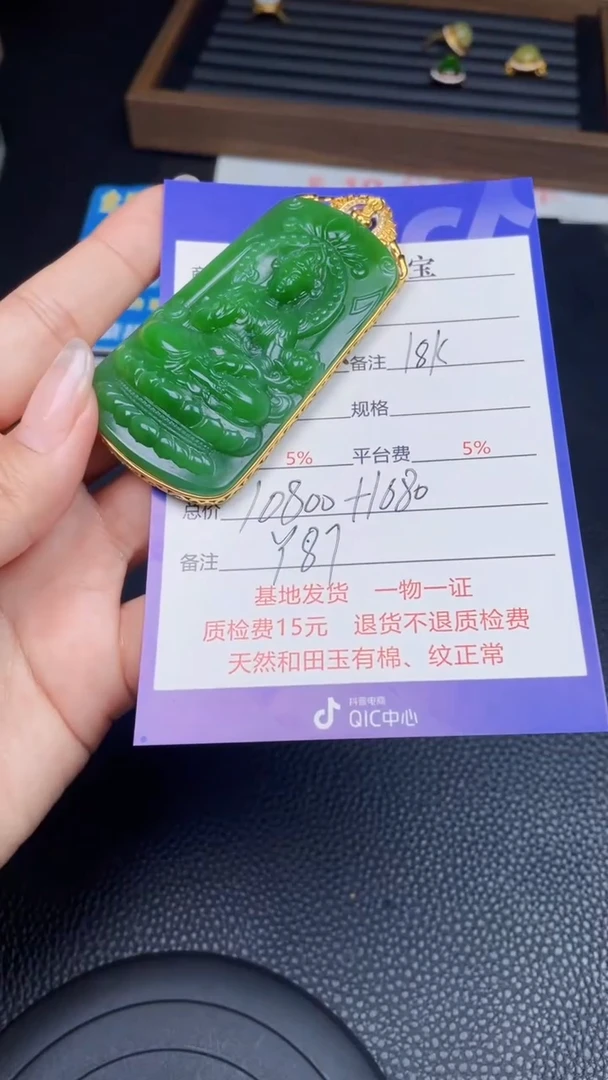 宝
备注 18K
规格
5% 平台费 5%
总价 10800+1680
备注 Y87
基地发货 一物一证
质检费15元 退货不退质检费
天然和田玉有棉、纹正常
抖音电商
QIC中心